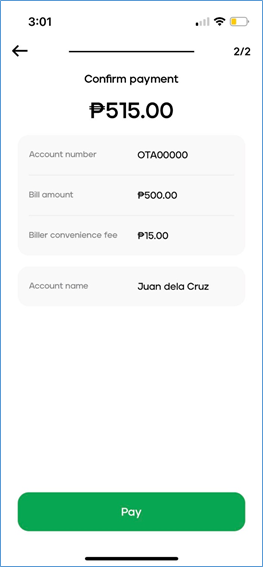 3:01
2/2
Confirm payment
₱515.00
Account number OTA00000
Bill amount ₱500.00
Biller convenience fee ₱15.00
Account name Juan dela Cruz
Pay